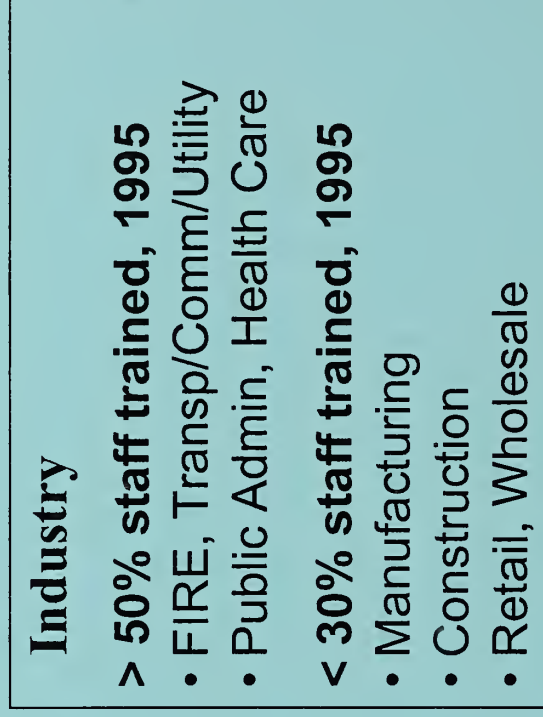 Industry
> 50% staff trained, 1995
• FIRE, Transp/Comm/Utility
• Public Admin, Health Care
< 30% staff trained, 1995
• Manufacturing
• Construction
• Retail, Wholesale